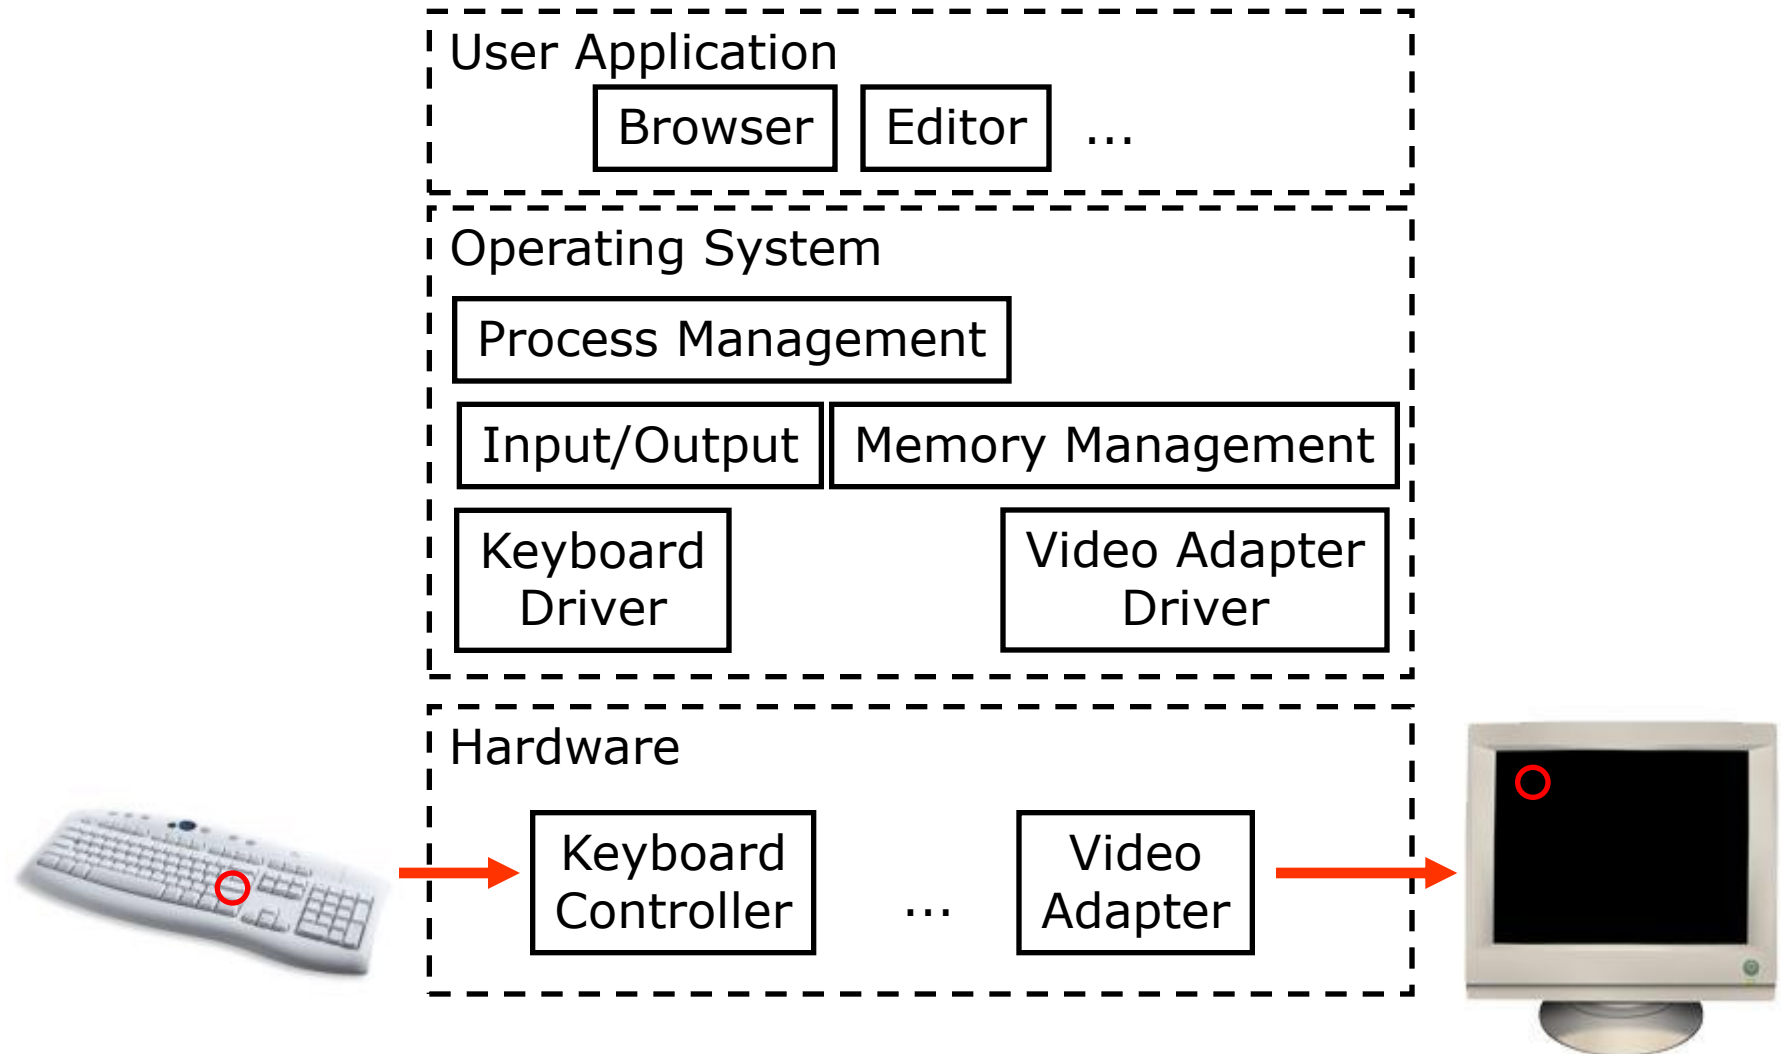 User Application
Browser
Editor
...
Operating System
Process Management
Input/Output
Memory Management
Keyboard
Driver
Video Adapter
Driver
Hardware
Keyboard
Controller
...
Video
Adapter